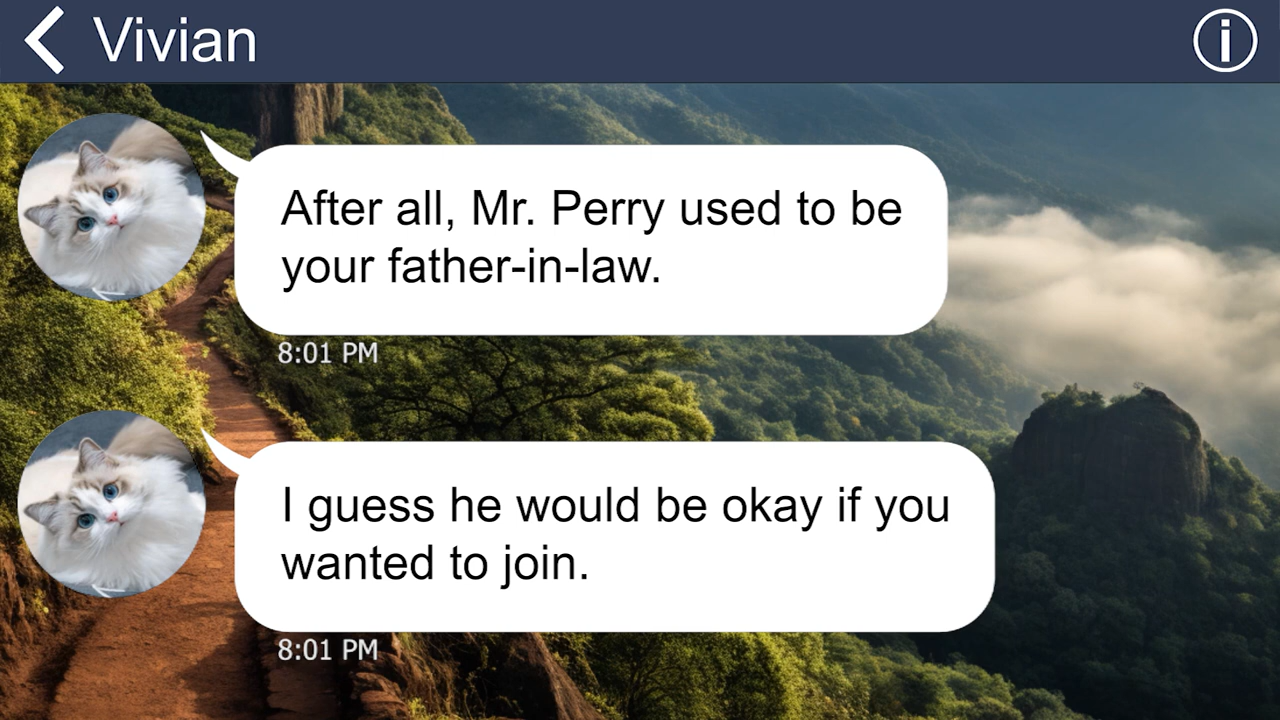 Vivian
After all, Mr. Perry used to be
your father-in-law.
8:01 PM
I guess he would be okay if you
wanted to join.
8:01 PM